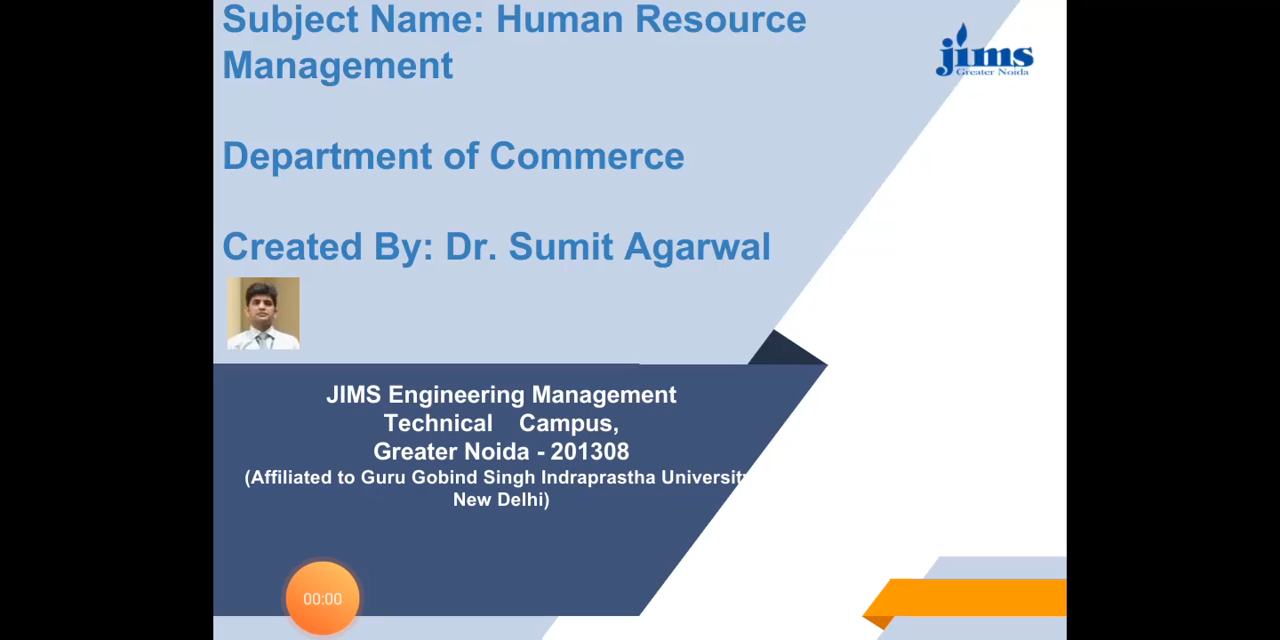 Subject Name: Human Resource
Management
jims
Greater Noida
Department of Commerce
Created By: Dr. Sumit Agarwal
JIMS Engineering Management
Technical Campus,
Greater Noida - 201308
(Affiliated to Guru Gobind Singh Indraprastha University
New Delhi)
00:00